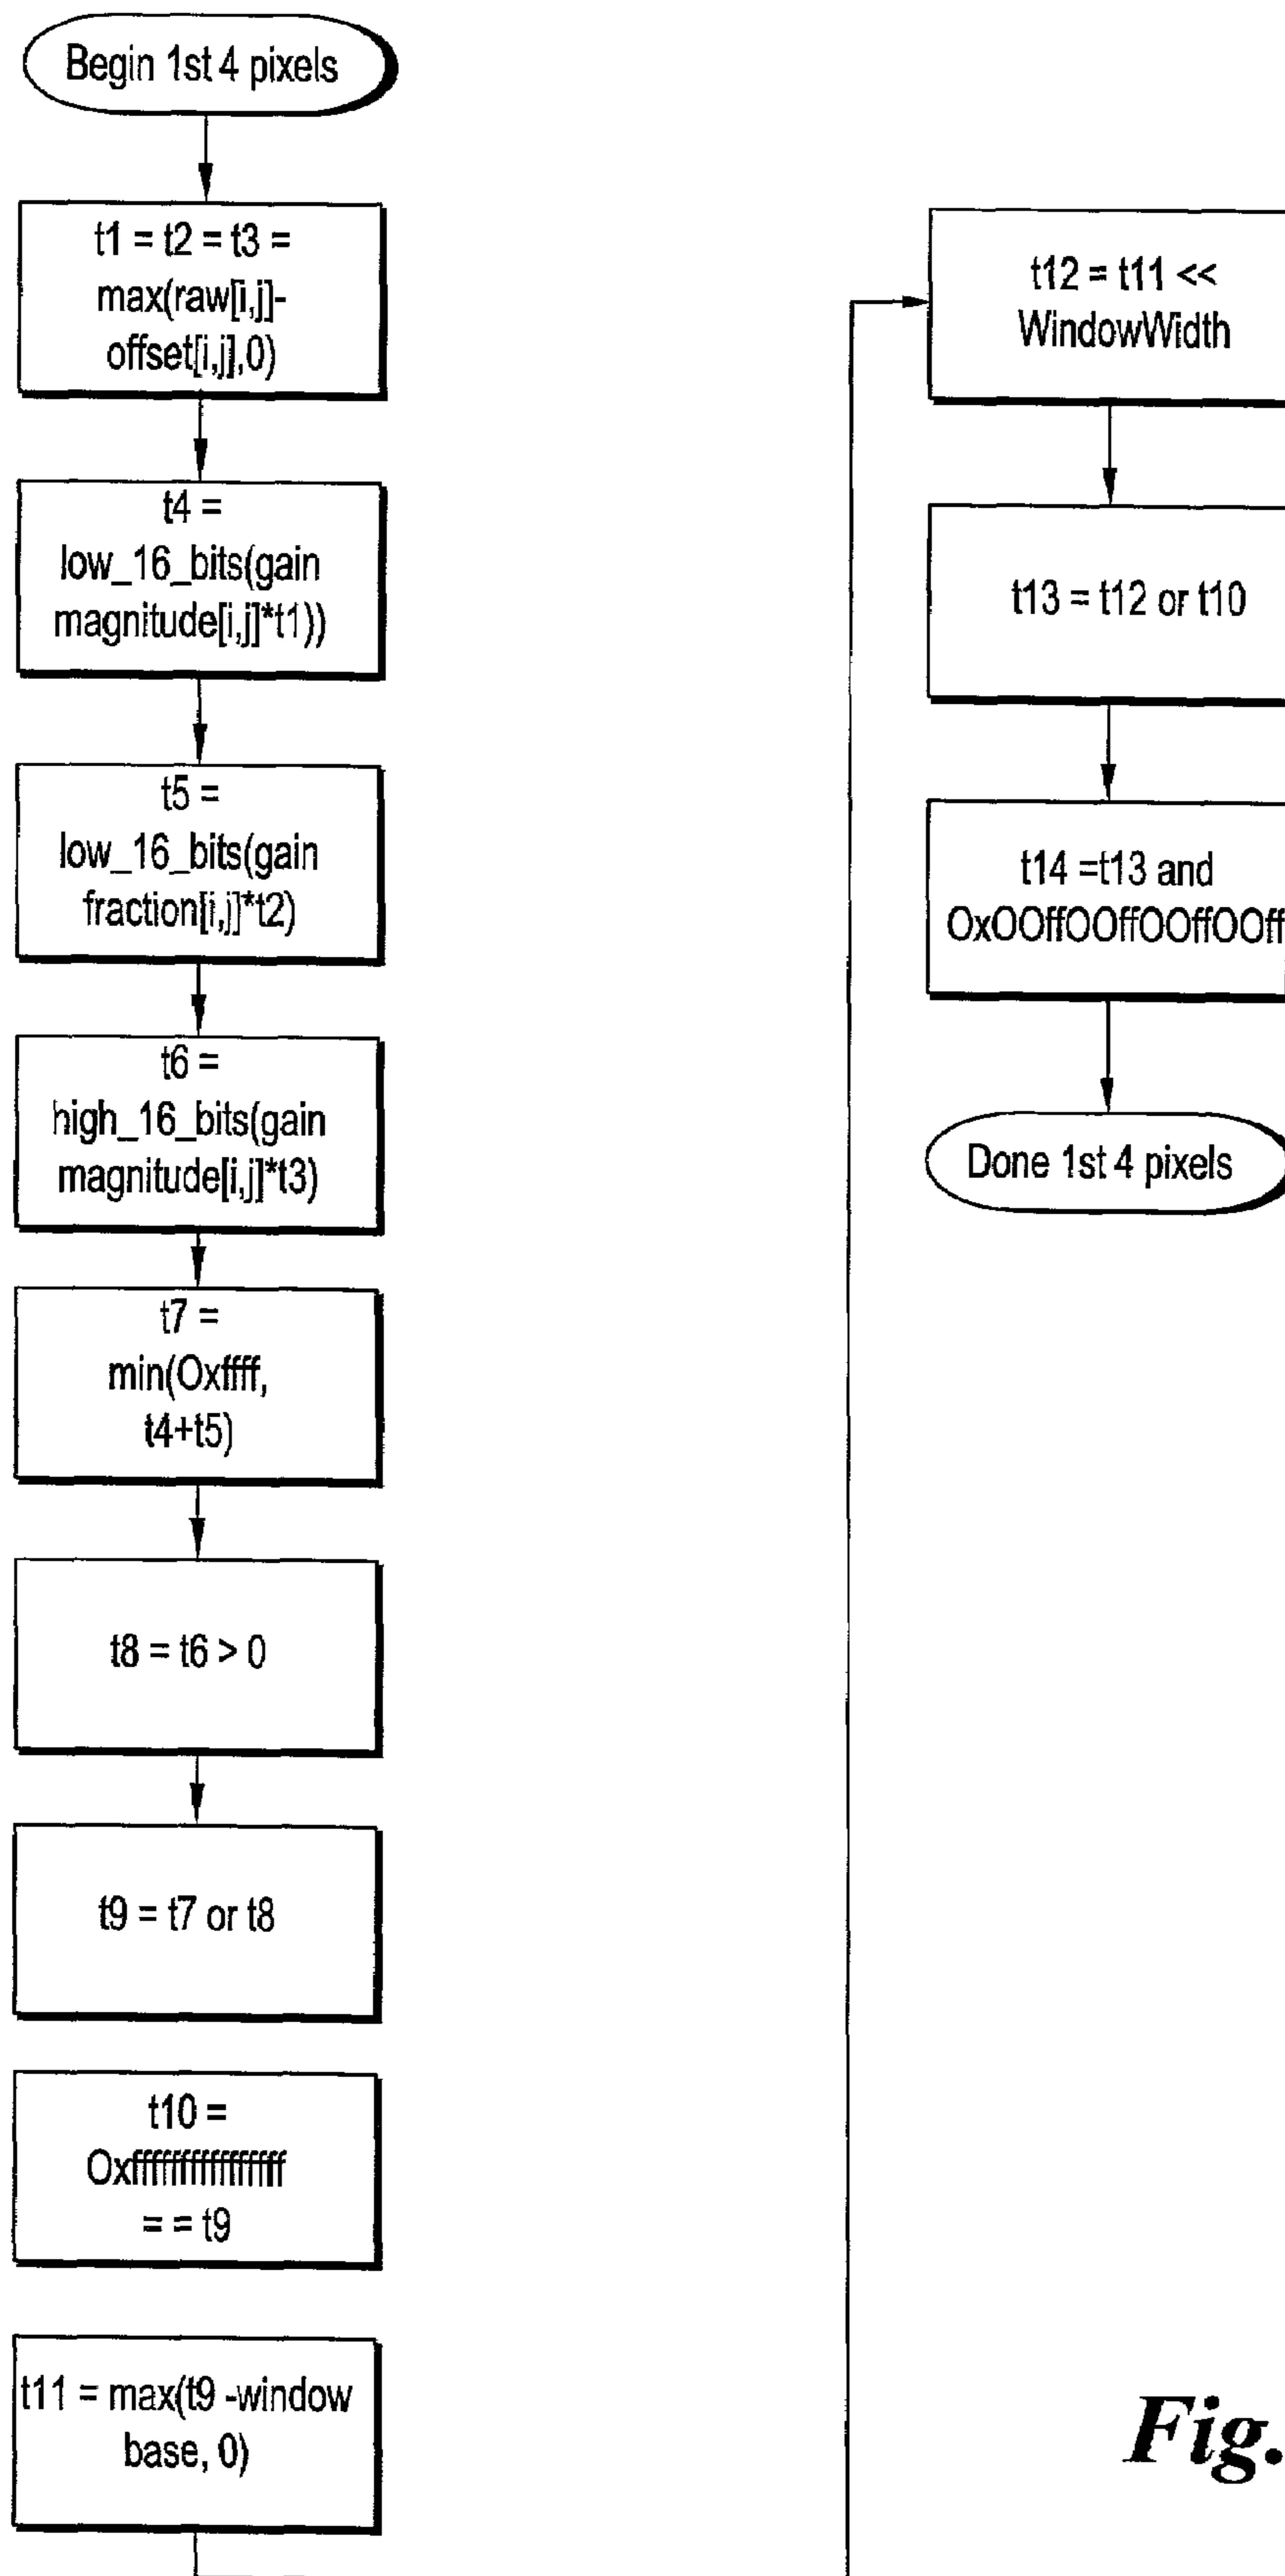 Begin 1st 4 pixels
t1 = t2 = t3 =
max(raw[i,j]-
offset[i,j],0)
t4 =
low_16_bits(gain
magnitude[i,j]*t1))
t5 =
low_16_bits(gain
fraction[i,j]*t2)
t6 =
high_16_bits(gain
magnitude[i,j]*t3)
t7 =
min(0xffff,
t4+t5)
t8 = t6 > 0
t9 = t7 or t8
t10 =
0xffffffffffffffff
= = t9
t11 = max(t9 -window
base, 0)
t12 = t11 <<
WindowWidth
t13 = t12 or t10
t14 =t13 and
0x00ff00ff00ff00ff
Done 1st 4 pixels
Fig.